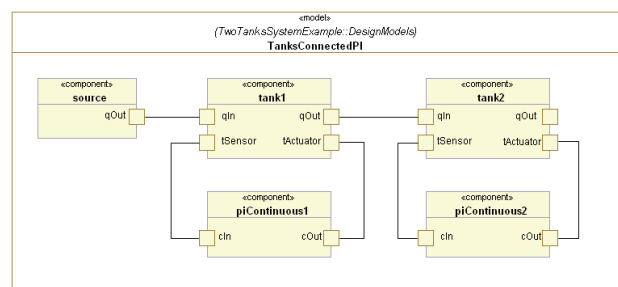 «model»
(TwoTanksSystemExample::DesignModels)
TanksConnectedPI
«component» «component» «component»
source tank1 tank2
qOut qIn qOut qIn qOut
tSensor tActuator tSensor tActuator
«component» «component»
piContinuous1 piContinuous2
cIn cOut cIn cOut